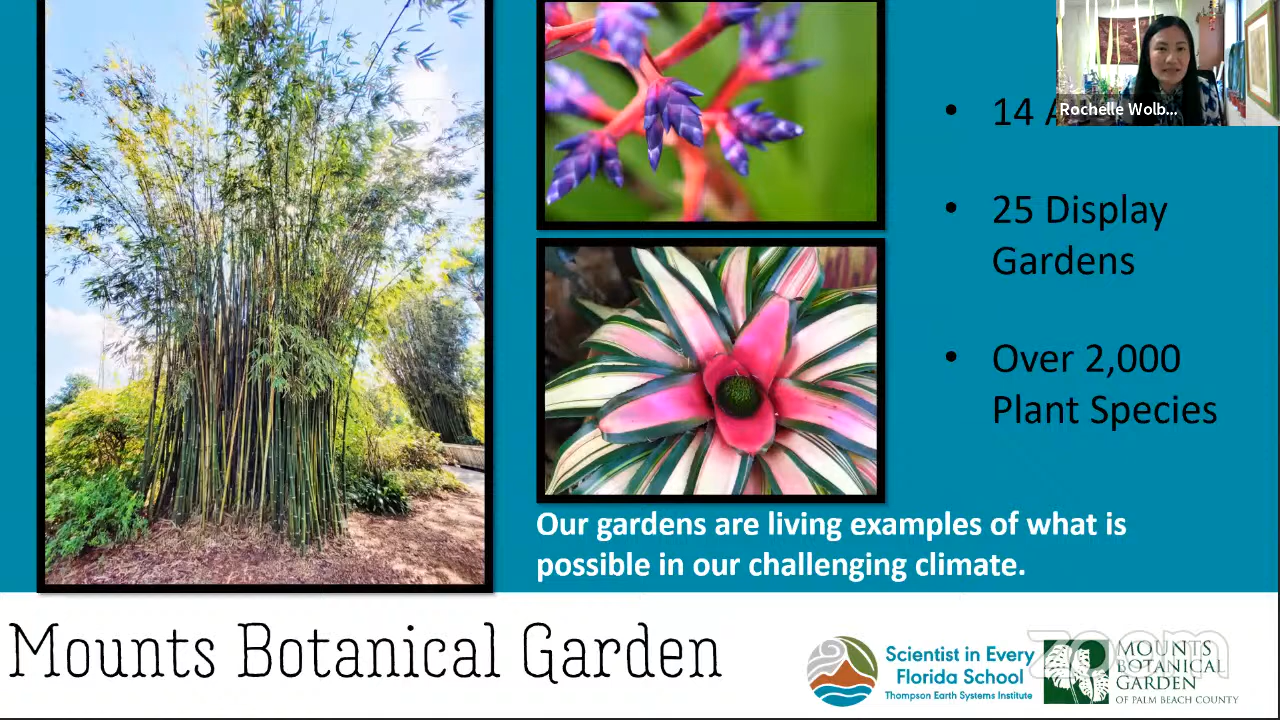 • 14 A
Rochelle Wolb...
• 25 Display
Gardens
• Over 2,000
Plant Species
Our gardens are living examples of what is
possible in our challenging climate.
Mounts Botanical Garden
Scientist in Every
Florida School
Thompson Earth Systems Institute
zoom
MOUNTS
BOTANICAL
GARDEN
OF PALM BEACH COUNTY